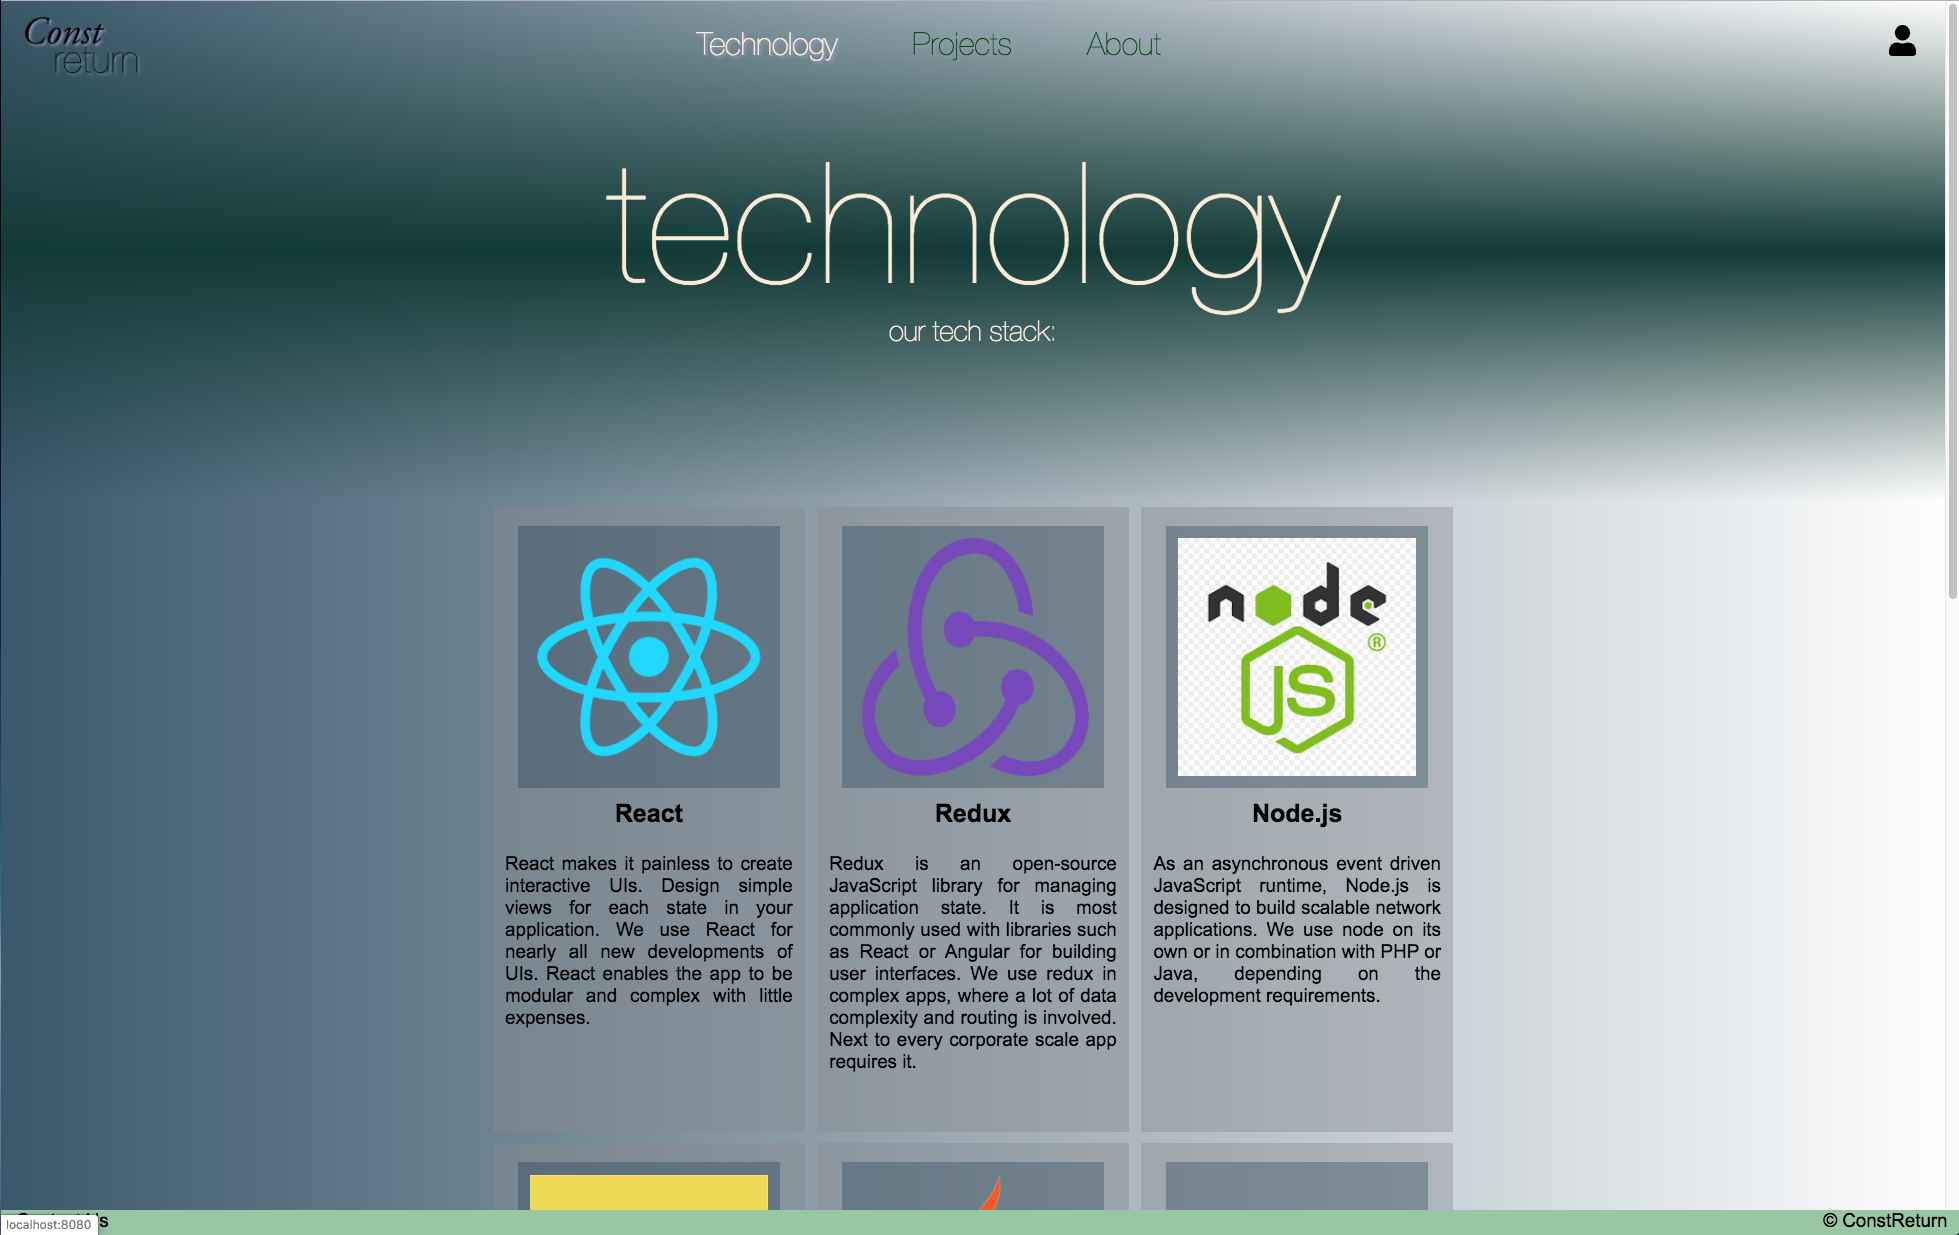 Const
return
Technology
Projects
About
technology
our tech stack:
node
®
JS
React
Redux
Node.js
React makes it painless to create
interactive UIs. Design simple
views for each state in your
application. We use React for
nearly all new developments of
UIs. React enables the app to be
modular and complex with little
expenses.
Redux is an open-source
JavaScript library for managing
application state. It is most
commonly used with libraries such
as React or Angular for building
user interfaces. We use redux in
complex apps, where a lot of data
complexity and routing is involved.
Next to every corporate scale app
requires it.
As an asynchronous event driven
JavaScript runtime, Node.js is
designed to build scalable network
applications. We use node on its
own or in combination with PHP or
Java, depending on the
development requirements.
localhost:8080
© ConstReturn